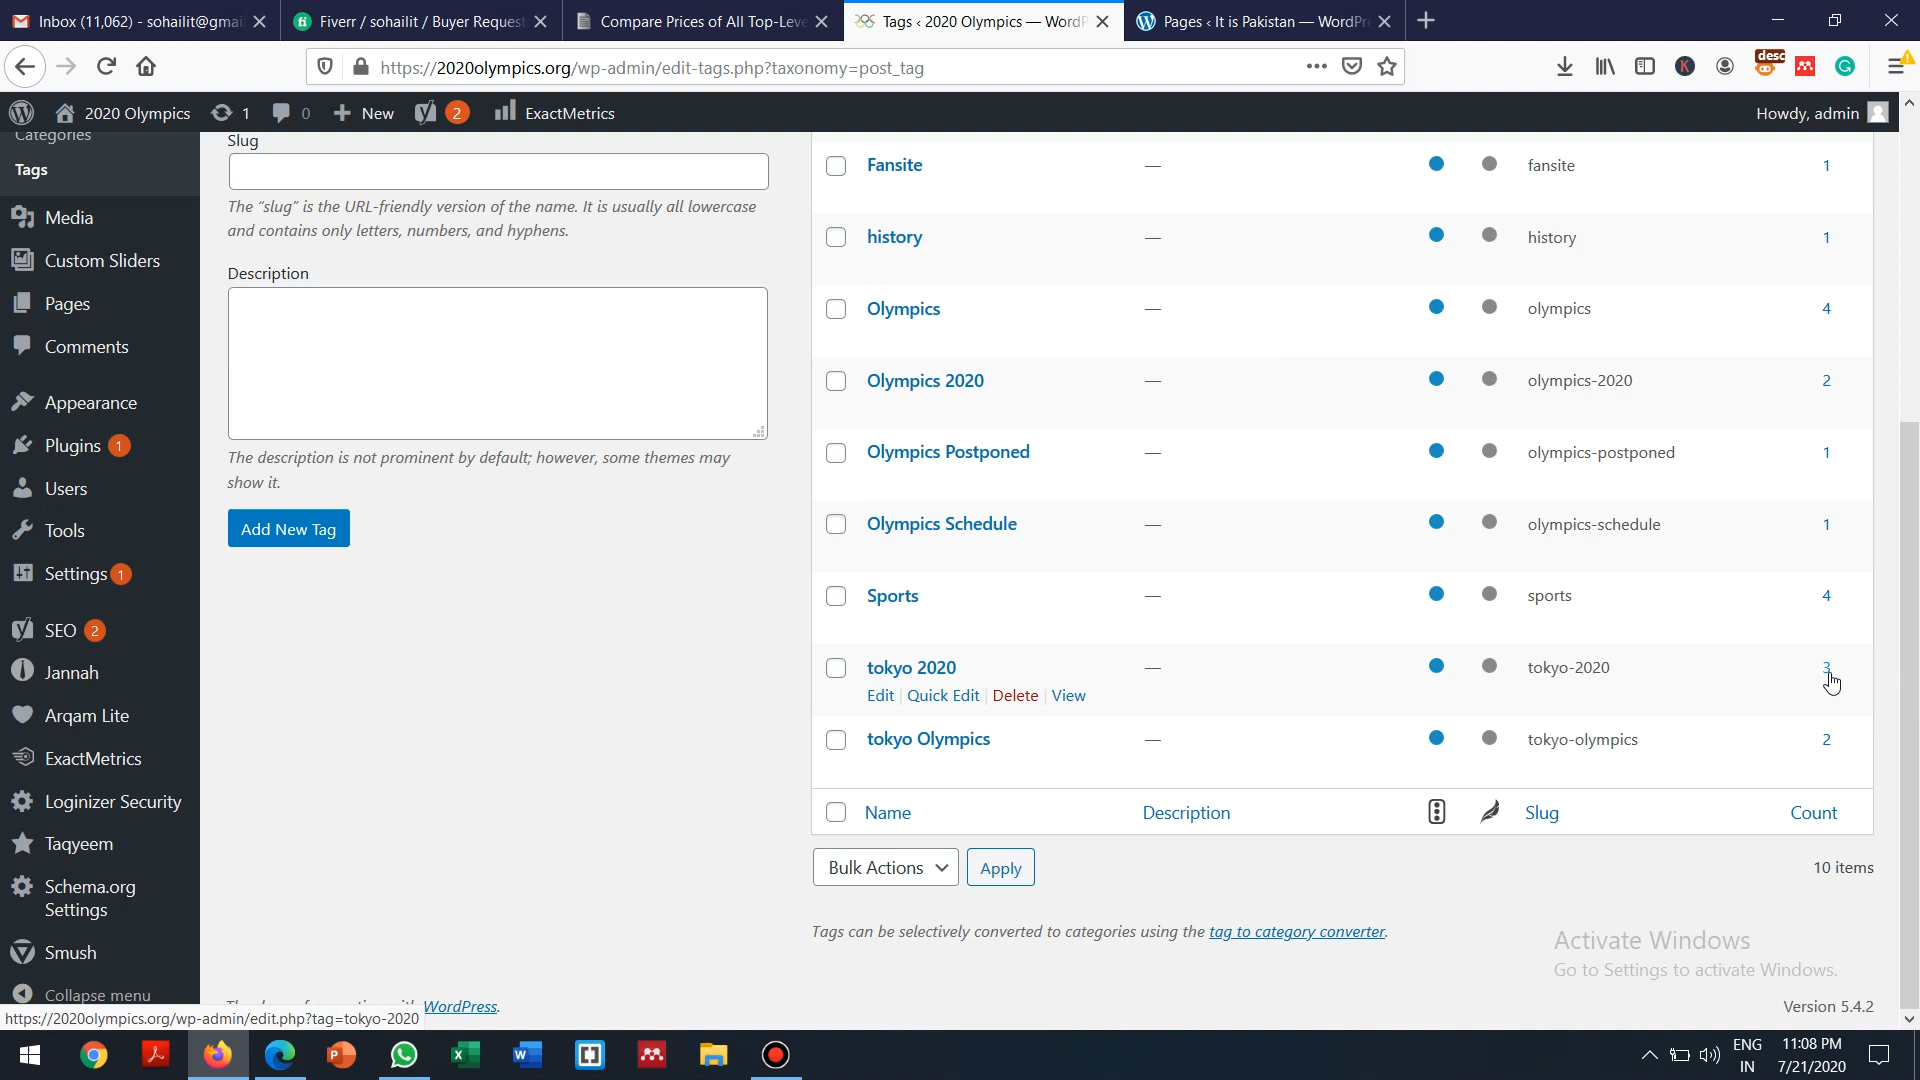 Inbox (11,062) - sohailit@gmai
Fiverr / sohailit / Buyer Request
Compare Prices of All Top-Leve
Tags ‹ 2020 Olympics — WordP
Pages ‹ It is Pakistan — WordPr
https://2020olympics.org/wp-admin/edit-tags.php?taxonomy=post_tag
desc
2020 Olympics
1
0
New
2
ExactMetrics
Howdy, admin
Categories
Tags
Media
Custom Sliders
Pages
Comments
Appearance
Plugins 1
Users
Tools
Settings 1
SEO 2
Jannah
Arqam Lite
ExactMetrics
Loginizer Security
Taqyeem
Schema.org
Settings
Smush
Collapse menu
Slug
The “slug” is the URL-friendly version of the name. It is usually all lowercase
and contains only letters, numbers, and hyphens.
Description
The description is not prominent by default; however, some themes may
show it.
Add New Tag
Fansite — fansite 1
history — history 1
Olympics — olympics 4
Olympics 2020 — olympics-2020 2
Olympics Postponed — olympics-postponed 1
Olympics Schedule — olympics-schedule 1
Sports — sports 4
tokyo 2020 — tokyo-2020 3
Edit | Quick Edit | Delete | View
tokyo Olympics — tokyo-olympics 2
Name Description Slug Count
Bulk Actions Apply 10 items
Tags can be selectively converted to categories using the tag to category converter.
Activate Windows
Go to Settings to activate Windows.
WordPress.
Version 5.4.2
https://2020olympics.org/wp-admin/edit.php?tag=tokyo-2020
ENG
IN
11:08 PM
7/21/2020